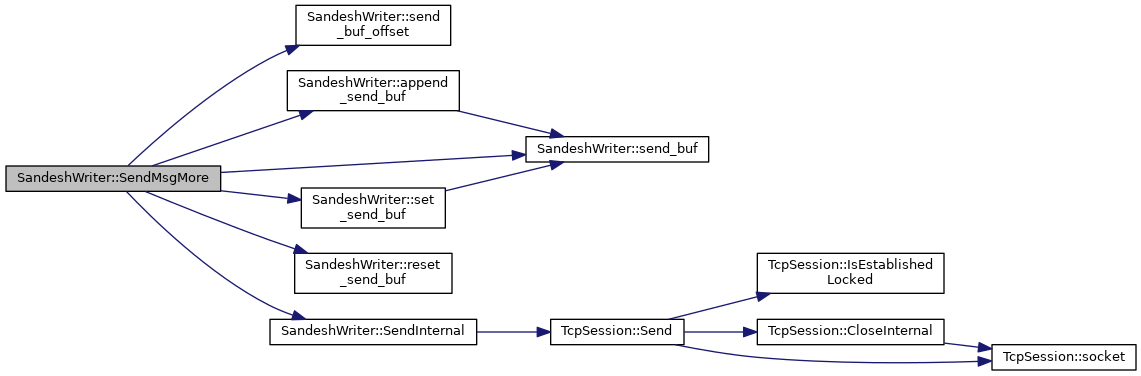 SandeshWriter::send
_buf_offset
SandeshWriter::append
_send_buf
SandeshWriter::send_buf
SandeshWriter::SendMsgMore
SandeshWriter::set
_send_buf
SandeshWriter::reset
_send_buf
TcpSession::IsEstablished
Locked
SandeshWriter::SendInternal
TcpSession::Send
TcpSession::CloseInternal
TcpSession::socket